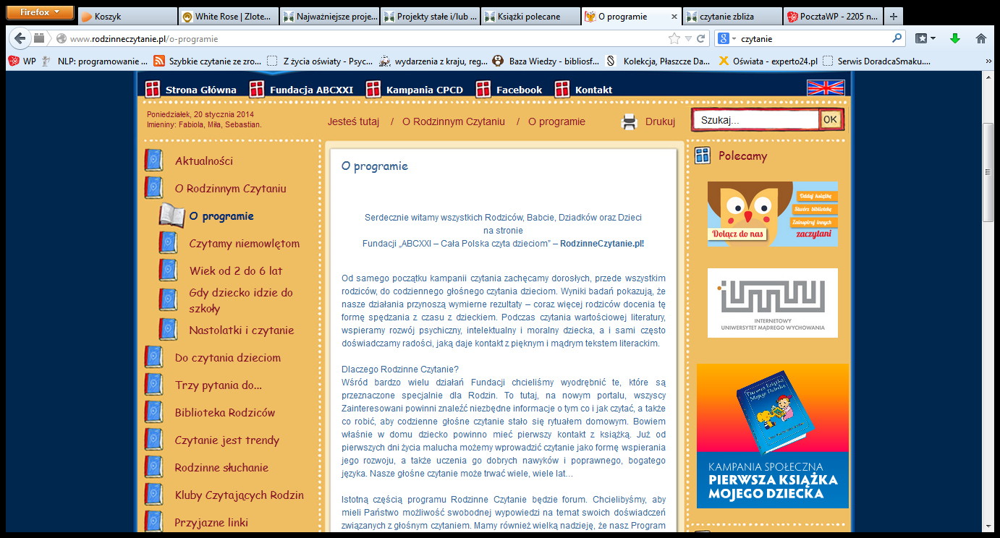 Firefox
Koszyk
White Rose | Zlote...
Najważniejsze proje...
Projekty stałe i/lub ...
Książki polecane
O programie
czytanie zbliża
PocztaWP - 2205 n...
www.rodzinneczytanie.pl/o-programie
czytanie
WP
NLP: programowanie ...
Szybkie czytanie ze zro...
Z życia oświaty - Psyc...
wydarzenia z kraju, reg...
Baza Wiedzy - bibliosf...
Kolekcja, Płaszcze Da...
Oświata - experto24.pl
Serwis DoradcaSmaku....
Strona Główna
Fundacja ABCXXI
Kampania CPCD
Facebook
Kontakt
Poniedziałek, 20 stycznia 2014
Imieniny: Fabiola, Miła, Sebastian.
Jesteś tutaj / O Rodzinnym Czytaniu / O programie
Drukuj
Szukaj...
OK
Aktualności
O Rodzinnym Czytaniu
O programie
Czytamy niemowlętom
Wiek od 2 do 6 lat
Gdy dziecko idzie do
szkoły
Nastolatki i czytanie
Do czytania dzieciom
Trzy pytania do...
Biblioteka Rodziców
Czytanie jest trendy
Rodzinne słuchanie
Kluby Czytających Rodzin
Przyjazne linki
O programie
Serdecznie witamy wszystkich Rodziców, Babcie, Dziadków oraz Dzieci
na stronie
Fundacji „ABCXXI – Cała Polska czyta dzieciom” – RodzinneCzytanie.pl!
Od samego początku kampanii czytania zachęcamy dorosłych, przede wszystkim
rodziców, do codziennego głośnego czytania dzieciom. Wyniki badań pokazują, że
nasze działania przynoszą wymierne rezultaty – coraz więcej rodziców docenia tę
formę spędzania z czasu z dzieckiem. Podczas czytania wartościowej literatury,
wspieramy rozwój psychiczny, intelektualny i moralny dziecka, a i sami często
doświadczamy radości, jaką daje kontakt z pięknym i mądrym tekstem literackim.
Dlaczego Rodzinne Czytanie?
Wśród bardzo wielu działań Fundacji chcieliśmy wyodrębnić te, które są
przeznaczone specjalnie dla Rodzin. To tutaj, na nowym portalu, wszyscy
Zainteresowani powinni znaleźć niezbędne informacje o tym co i jak czytać, a także
co robić, aby codzienne głośne czytanie stało się rytuałem domowym. Bowiem
właśnie w domu dziecko powinno mieć pierwszy kontakt z książką. Już od
pierwszych dni życia malucha możemy wprowadzić czytanie jako formę wspierania
jego rozwoju, a także uczenia go dobrych nawyków i poprawnego, bogatego
języka. Nasze głośne czytanie może trwać wiele, wiele lat...
Istotną częścią programu Rodzinne Czytanie będzie forum. Chcielibyśmy, aby
mieli Państwo możliwość swobodnej wypowiedzi na temat swoich doświadczeń
związanych z głośnym czytaniem. Mamy również wielką nadzieję, że nasz Program
Polecamy
Oddaj książkę
Stwórz bibliotekę
Zainspiruj innych
Dołącz do nas
zaczytani
INTERNETOWY
UNIWERSYTET MĄDREGO WYCHOWANIA
Pierwsza Książka
Mojego Dziecka
KAMPANIA SPOŁECZNA
PIERWSZA KSIĄŻKA
MOJEGO DZIECKA